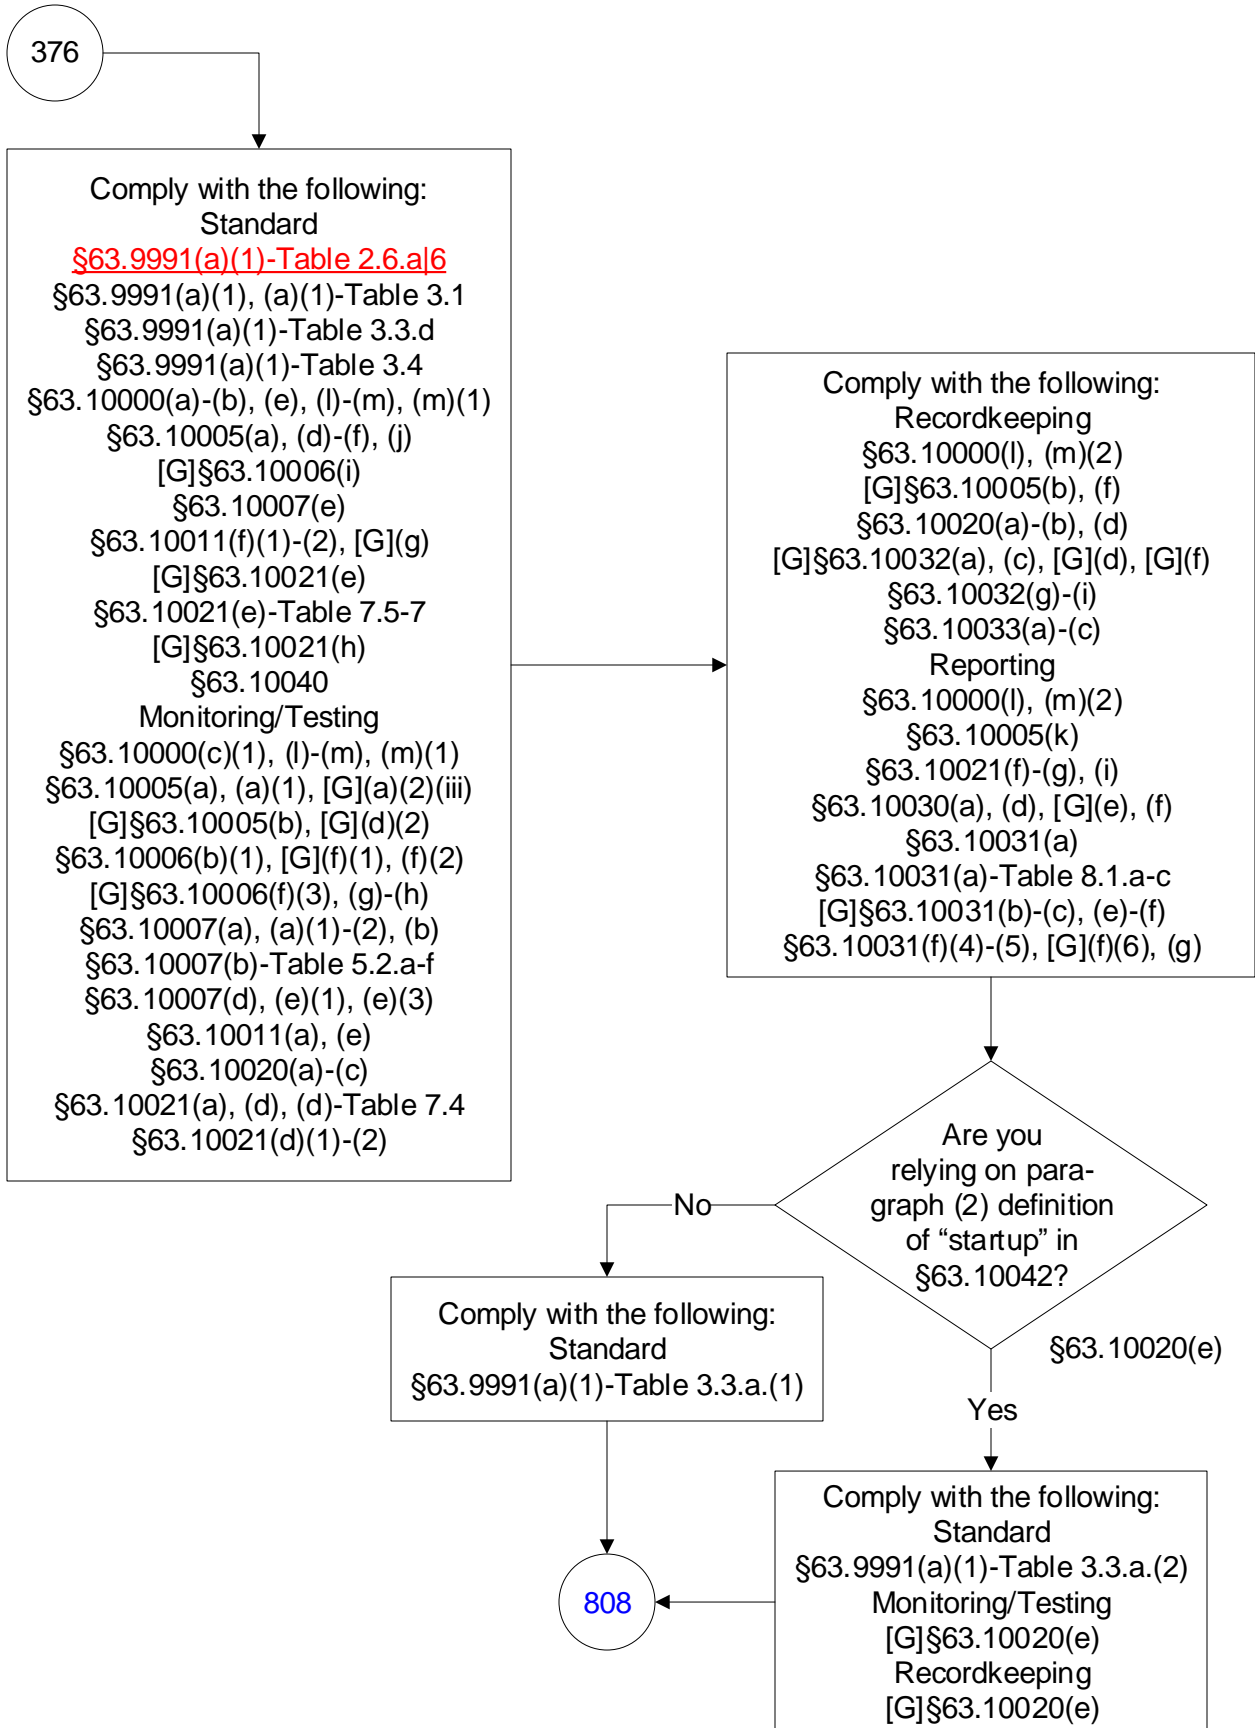 376
Comply with the following:
Standard
§63.9991(a)(1)-Table 2.6.a|6
§63.9991(a)(1), (a)(1)-Table 3.1
§63.9991(a)(1)-Table 3.3.d
§63.9991(a)(1)-Table 3.4
§63.10000(a)-(b), (e), (l)-(m), (m)(1)
§63.10005(a), (d)-(f), (j)
[G]§63.10006(i)
§63.10007(e)
§63.10011(f)(1)-(2), [G](g)
[G]§63.10021(e)
§63.10021(e)-Table 7.5-7
[G]§63.10021(h)
§63.10040
Monitoring/Testing
§63.10000(c)(1), (l)-(m), (m)(1)
§63.10005(a), (a)(1), [G](a)(2)(iii)
[G]§63.10005(b), [G](d)(2)
§63.10006(b)(1), [G](f)(1), (f)(2)
[G]§63.10006(f)(3), (g)-(h)
§63.10007(a), (a)(1)-(2), (b)
§63.10007(b)-Table 5.2.a-f
§63.10007(d), (e)(1), (e)(3)
§63.10011(a), (e)
§63.10020(a)-(c)
§63.10021(a), (d), (d)-Table 7.4
§63.10021(d)(1)-(2)
Comply with the following:
Recordkeeping
§63.10000(l), (m)(2)
[G]§63.10005(b), (f)
§63.10020(a)-(b), (d)
[G]§63.10032(a), (c), [G](d), [G](f)
§63.10032(g)-(i)
§63.10033(a)-(c)
Reporting
§63.10000(l), (m)(2)
§63.10005(k)
§63.10021(f)-(g), (i)
§63.10030(a), (d), [G](e), (f)
§63.10031(a)
§63.10031(a)-Table 8.1.a-c
[G]§63.10031(b)-(c), (e)-(f)
§63.10031(f)(4)-(5), [G](f)(6), (g)
Are you
relying on para-
graph (2) definition
of “startup” in
§63.10042?
§63.10020(e)
No
Comply with the following:
Standard
§63.9991(a)(1)-Table 3.3.a.(1)
Yes
Comply with the following:
Standard
§63.9991(a)(1)-Table 3.3.a.(2)
Monitoring/Testing
[G]§63.10020(e)
Recordkeeping
[G]§63.10020(e)
808